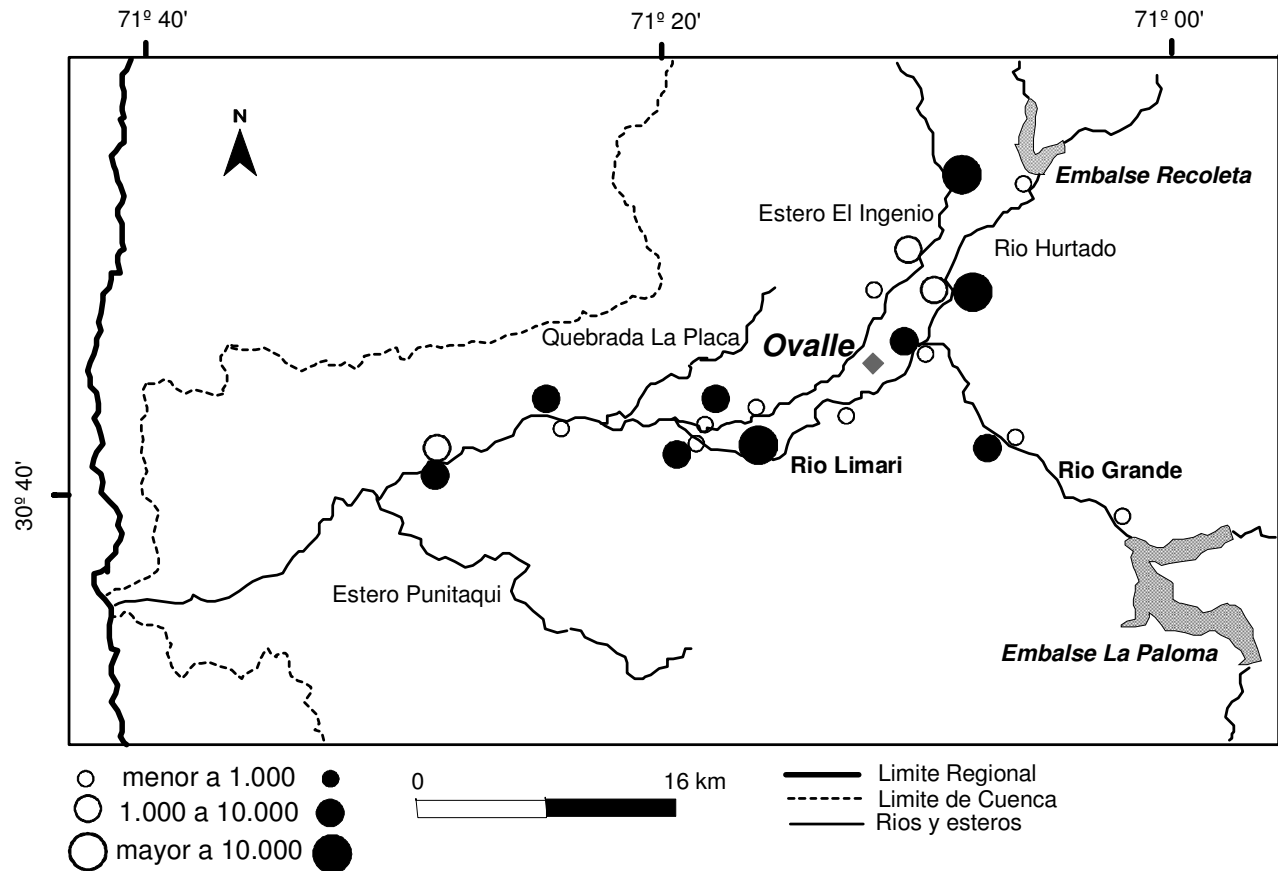 71º 40'
71º 20'
71º 00'
N
Embalse Recoleta
Estero El Ingenio
Rio Hurtado
Quebrada La Placa
Ovalle
Rio Limari
Rio Grande
30º 40'
Estero Punitaqui
Embalse La Paloma
menor a 1.000
1.000 a 10.000
mayor a 10.000
0
16 km
Limite Regional
Limite de Cuenca
Rios y esteros